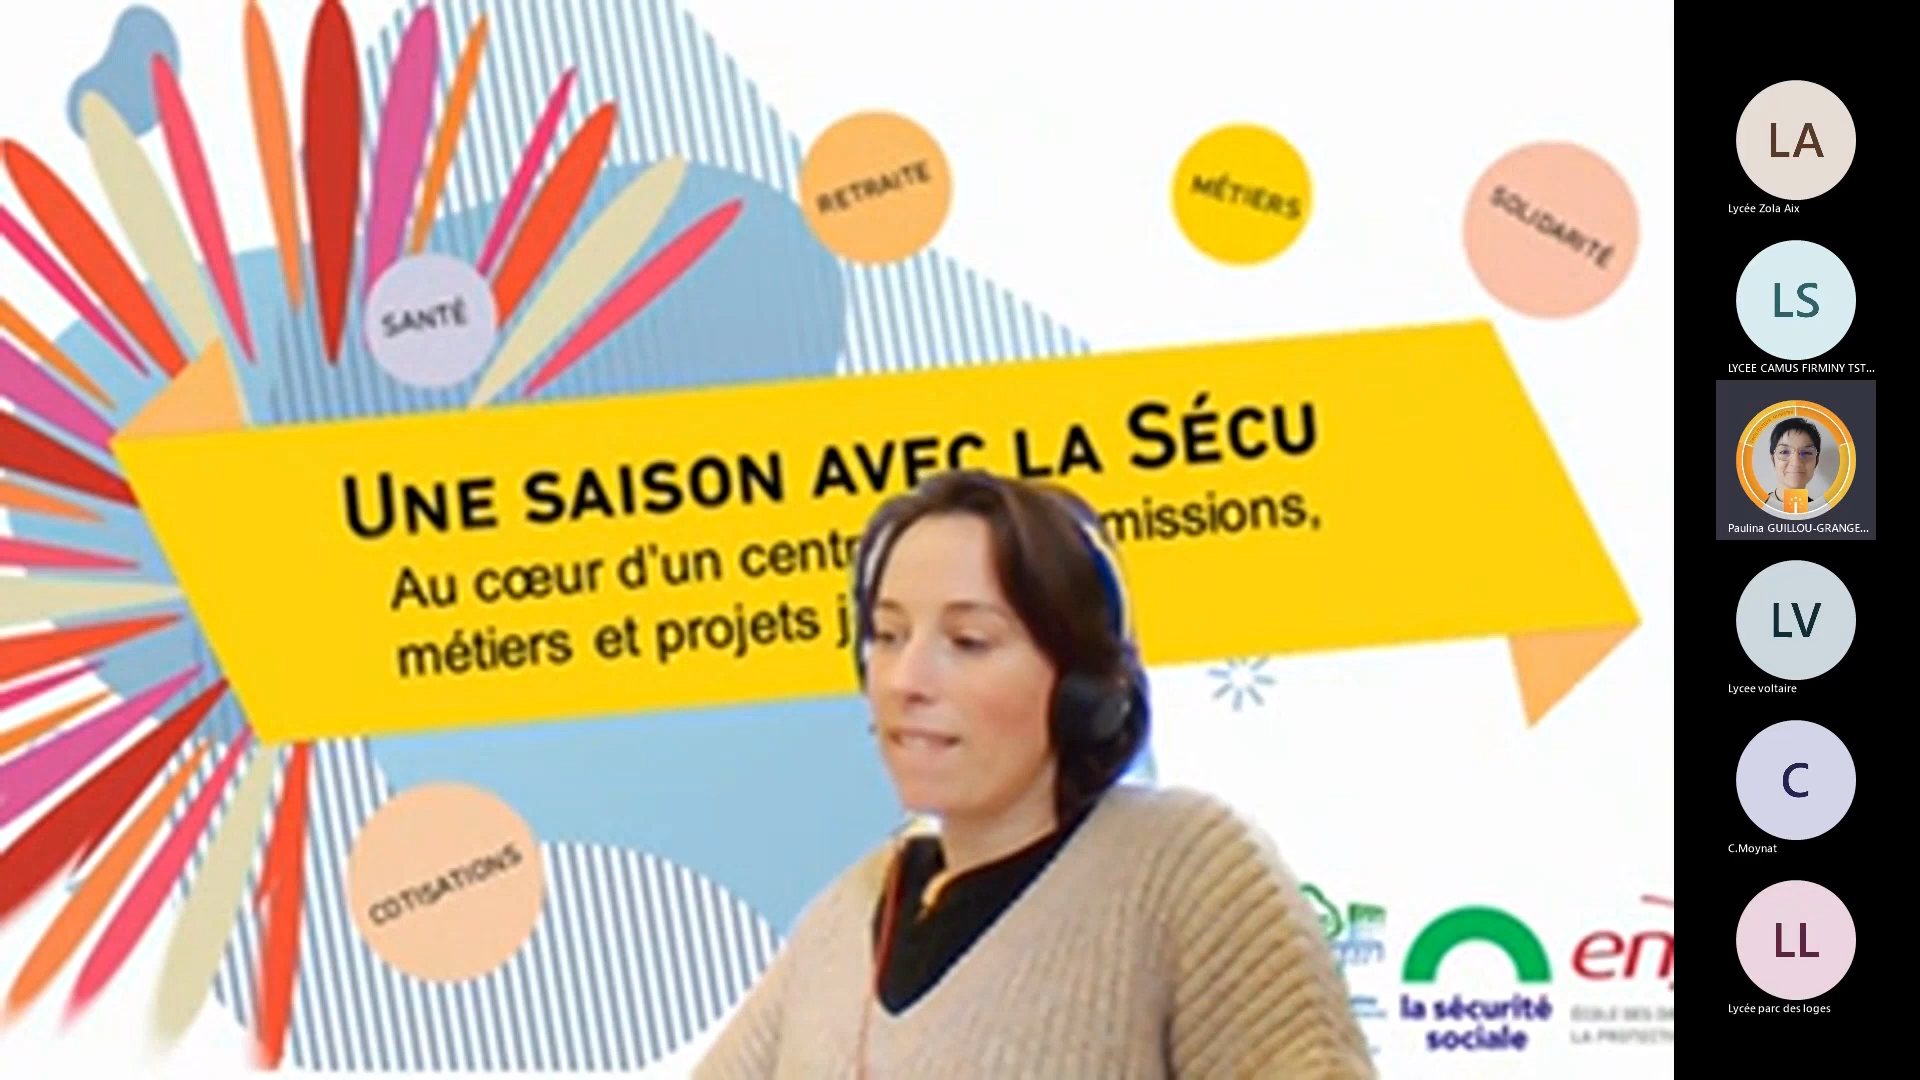 RETRAITE
MÉTIERS
SOLIDARITÉ
SANTÉ
UNE SAISON AVEC LA SÉCU
Au cœur d'un missions,
métiers et projets
COTISATIONS
la sécurité
sociale
LA
Lycée Zola Aix
LS
LYCEE CAMUS FIRMINY TST...
Paulina GUILLOU-GRANGE...
LV
Lycee voltaire
C
C.Moynat
LL
Lycée parc des loges